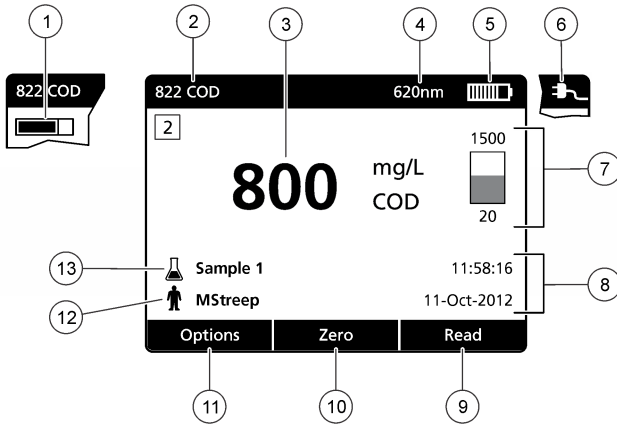 1
2
3
4
5
6
822 COD
822 COD
620nm
2
800
mg/L
COD
1500
20
7
13
Sample 1
11:58:16
12
MStreep
11-Oct-2012
8
Options
Zero
Read
11
10
9